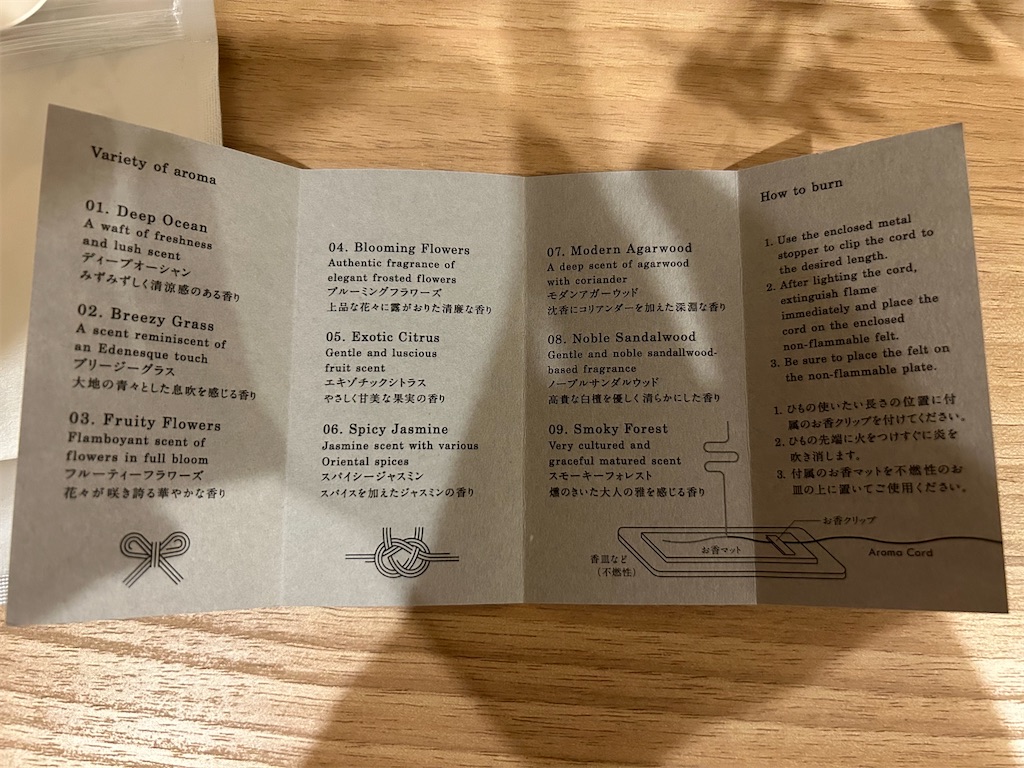 Variety of aroma
01. Deep Ocean
A waft of freshness
and lush scent
ディープオーシャン
みずみずしく清涼感のある香り
02. Breezy Grass
A scent reminiscent of
an Edenesque touch
ブリージーグラス
大地の青々とした息吹を感じる香り
03. Fruity Flowers
Flamboyant scent of
flowers in full bloom
フルーティーフラワーズ
花々が咲き誇る華やかな香り
04. Blooming Flowers
Authentic fragrance of
elegant frosted flowers
ブルーミングフラワーズ
上品な花々に露がおりた清廉な香り
05. Exotic Citrus
Gentle and luscious
fruit scent
エキゾチックシトラス
やさしく甘美な果実の香り
06. Spicy Jasmine
Jasmine scent with various
Oriental spices
スパイシージャスミン
スパイスを加えたジャスミンの香り
07. Modern Agarwood
A deep scent of agarwood
with coriander
モダンアガーウッド
沈香にコリアンダーを加えた深淵な香り
08. Noble Sandalwood
Gentle and noble sandallwood-
based fragrance
ノーブルサンダルウッド
高貴な白檀を優しく清らかにした香り
09. Smoky Forest
Very cultured and
graceful matured scent
スモーキーフォレスト
燻のきいた大人の雅を感じる香り
How to burn
1. Use the enclosed metal
stopper to clip the cord to
the desired length.
2. After lighting the cord,
extinguish flame
immediately and place the
cord on the enclosed
non-flammable felt.
3. Be sure to place the felt on
the non-flammable plate.
1. ひもの使いたい長さの位置に付
属のお香クリップを付けてください。
2. ひもの先端に火をつけすぐに炎を
吹き消します。
3. 付属のお香マットを不燃性のお
皿の上に置いてご使用ください。
お香クリップ
お香マット
香皿など
(不燃性)
Aroma Cord